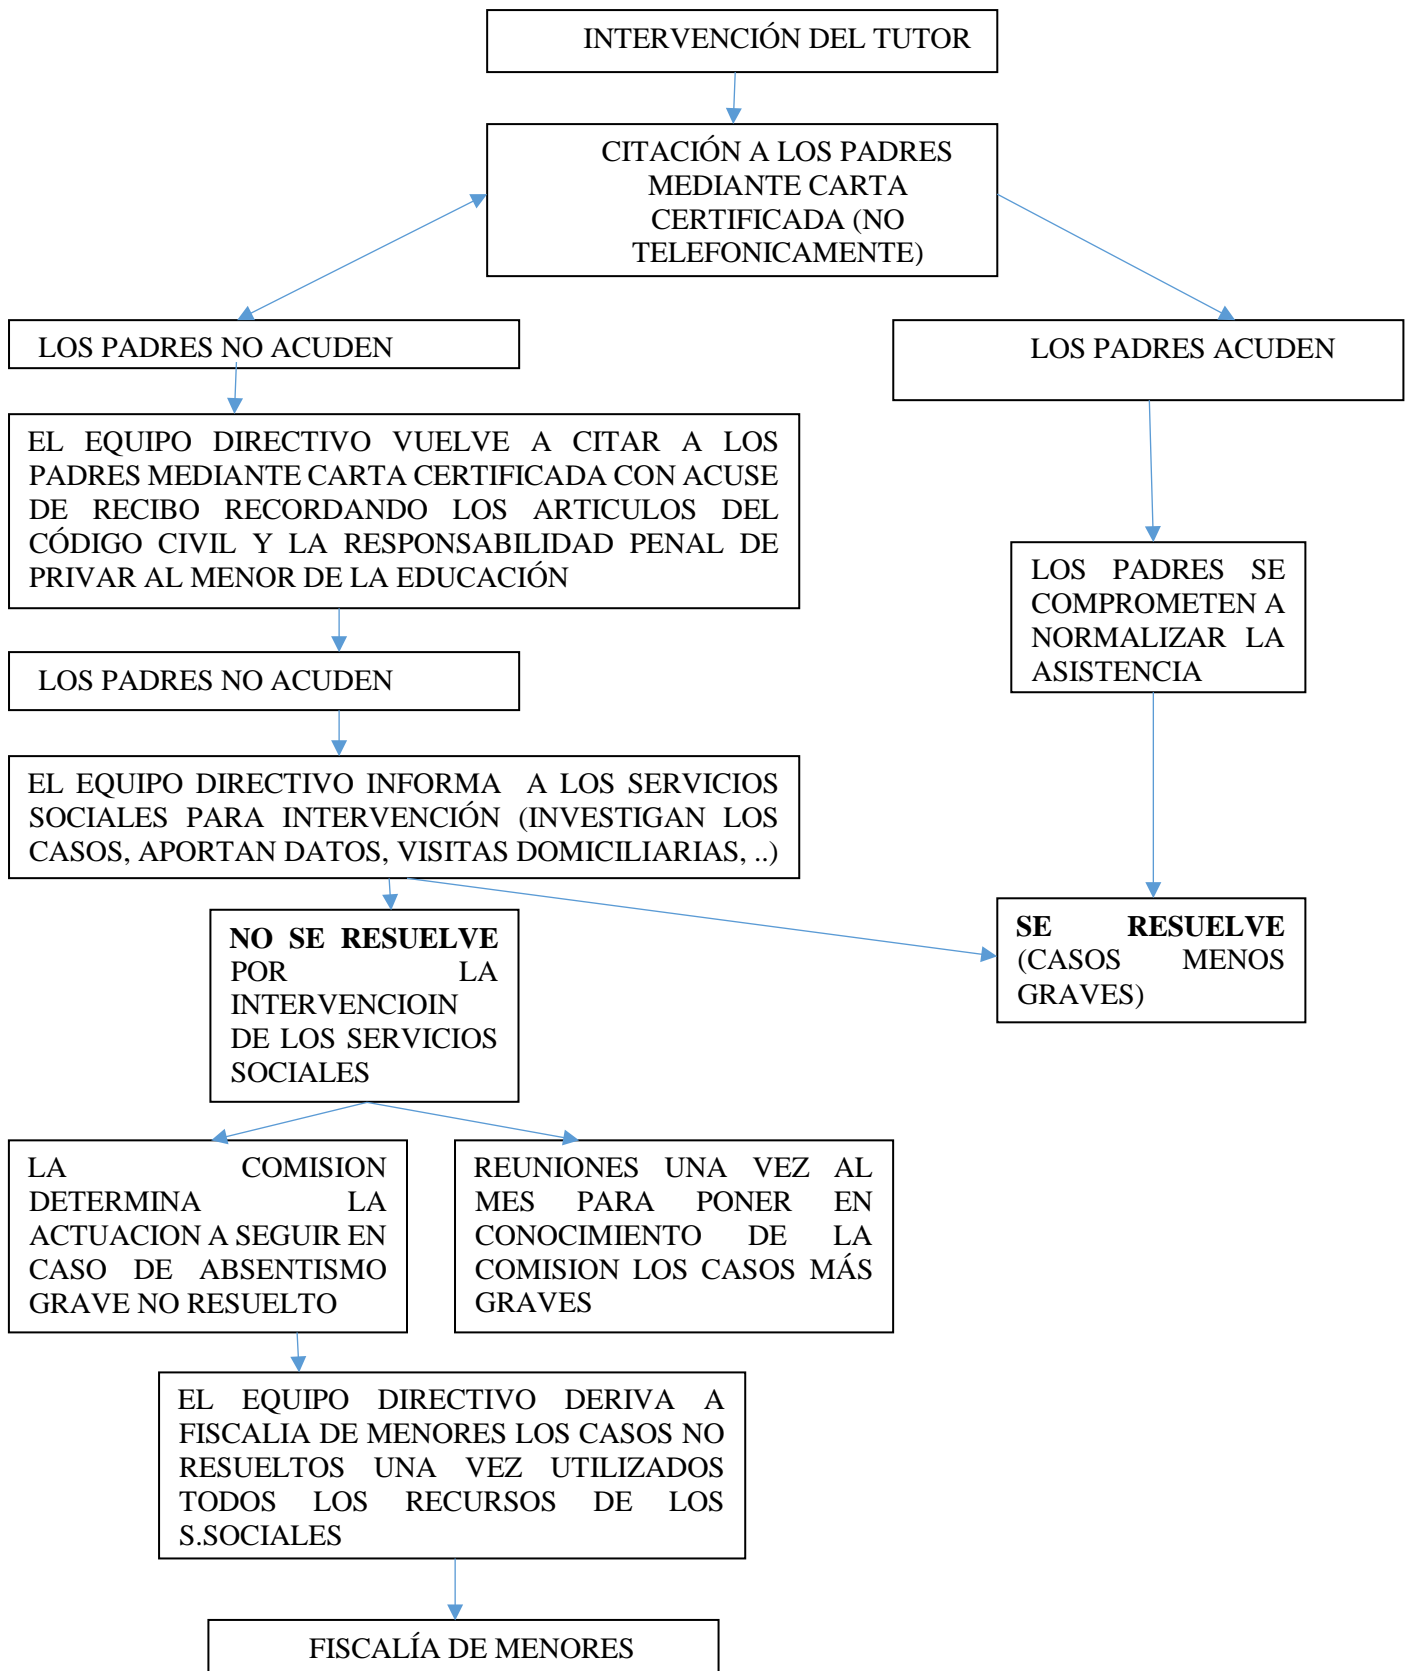 INTERVENCIÓN DEL TUTOR
CITACIÓN A LOS PADRES
MEDIANTE CARTA
CERTIFICADA (NO
TELEFONICAMENTE)
LOS PADRES NO ACUDEN
LOS PADRES ACUDEN
EL EQUIPO DIRECTIVO VUELVE A CITAR A LOS
PADRES MEDIANTE CARTA CERTIFICADA CON ACUSE
DE RECIBO RECORDANDO LOS ARTICULOS DEL
CÓDIGO CIVIL Y LA RESPONSABILIDAD PENAL DE
PRIVAR AL MENOR DE LA EDUCACIÓN
LOS PADRES SE
COMPROMETEN A
NORMALIZAR LA
ASISTENCIA
LOS PADRES NO ACUDEN
EL EQUIPO DIRECTIVO INFORMA A LOS SERVICIOS
SOCIALES PARA INTERVENCIÓN (INVESTIGAN LOS
CASOS, APORTAN DATOS, VISITAS DOMICILIARIAS, ..)
NO SE RESUELVE
POR LA
INTERVENCIOIN
DE LOS SERVICIOS
SOCIALES
SE RESUELVE
(CASOS MENOS
GRAVES)
LA COMISION
DETERMINA LA
ACTUACION A SEGUIR EN
CASO DE ABSENTISMO
GRAVE NO RESUELTO
REUNIONES UNA VEZ AL
MES PARA PONER EN
CONOCIMIENTO DE LA
COMISION LOS CASOS MÁS
GRAVES
EL EQUIPO DIRECTIVO DERIVA A
FISCALIA DE MENORES LOS CASOS NO
RESUELTOS UNA VEZ UTILIZADOS
TODOS LOS RECURSOS DE LOS
S.SOCIALES
FISCALÍA DE MENORES